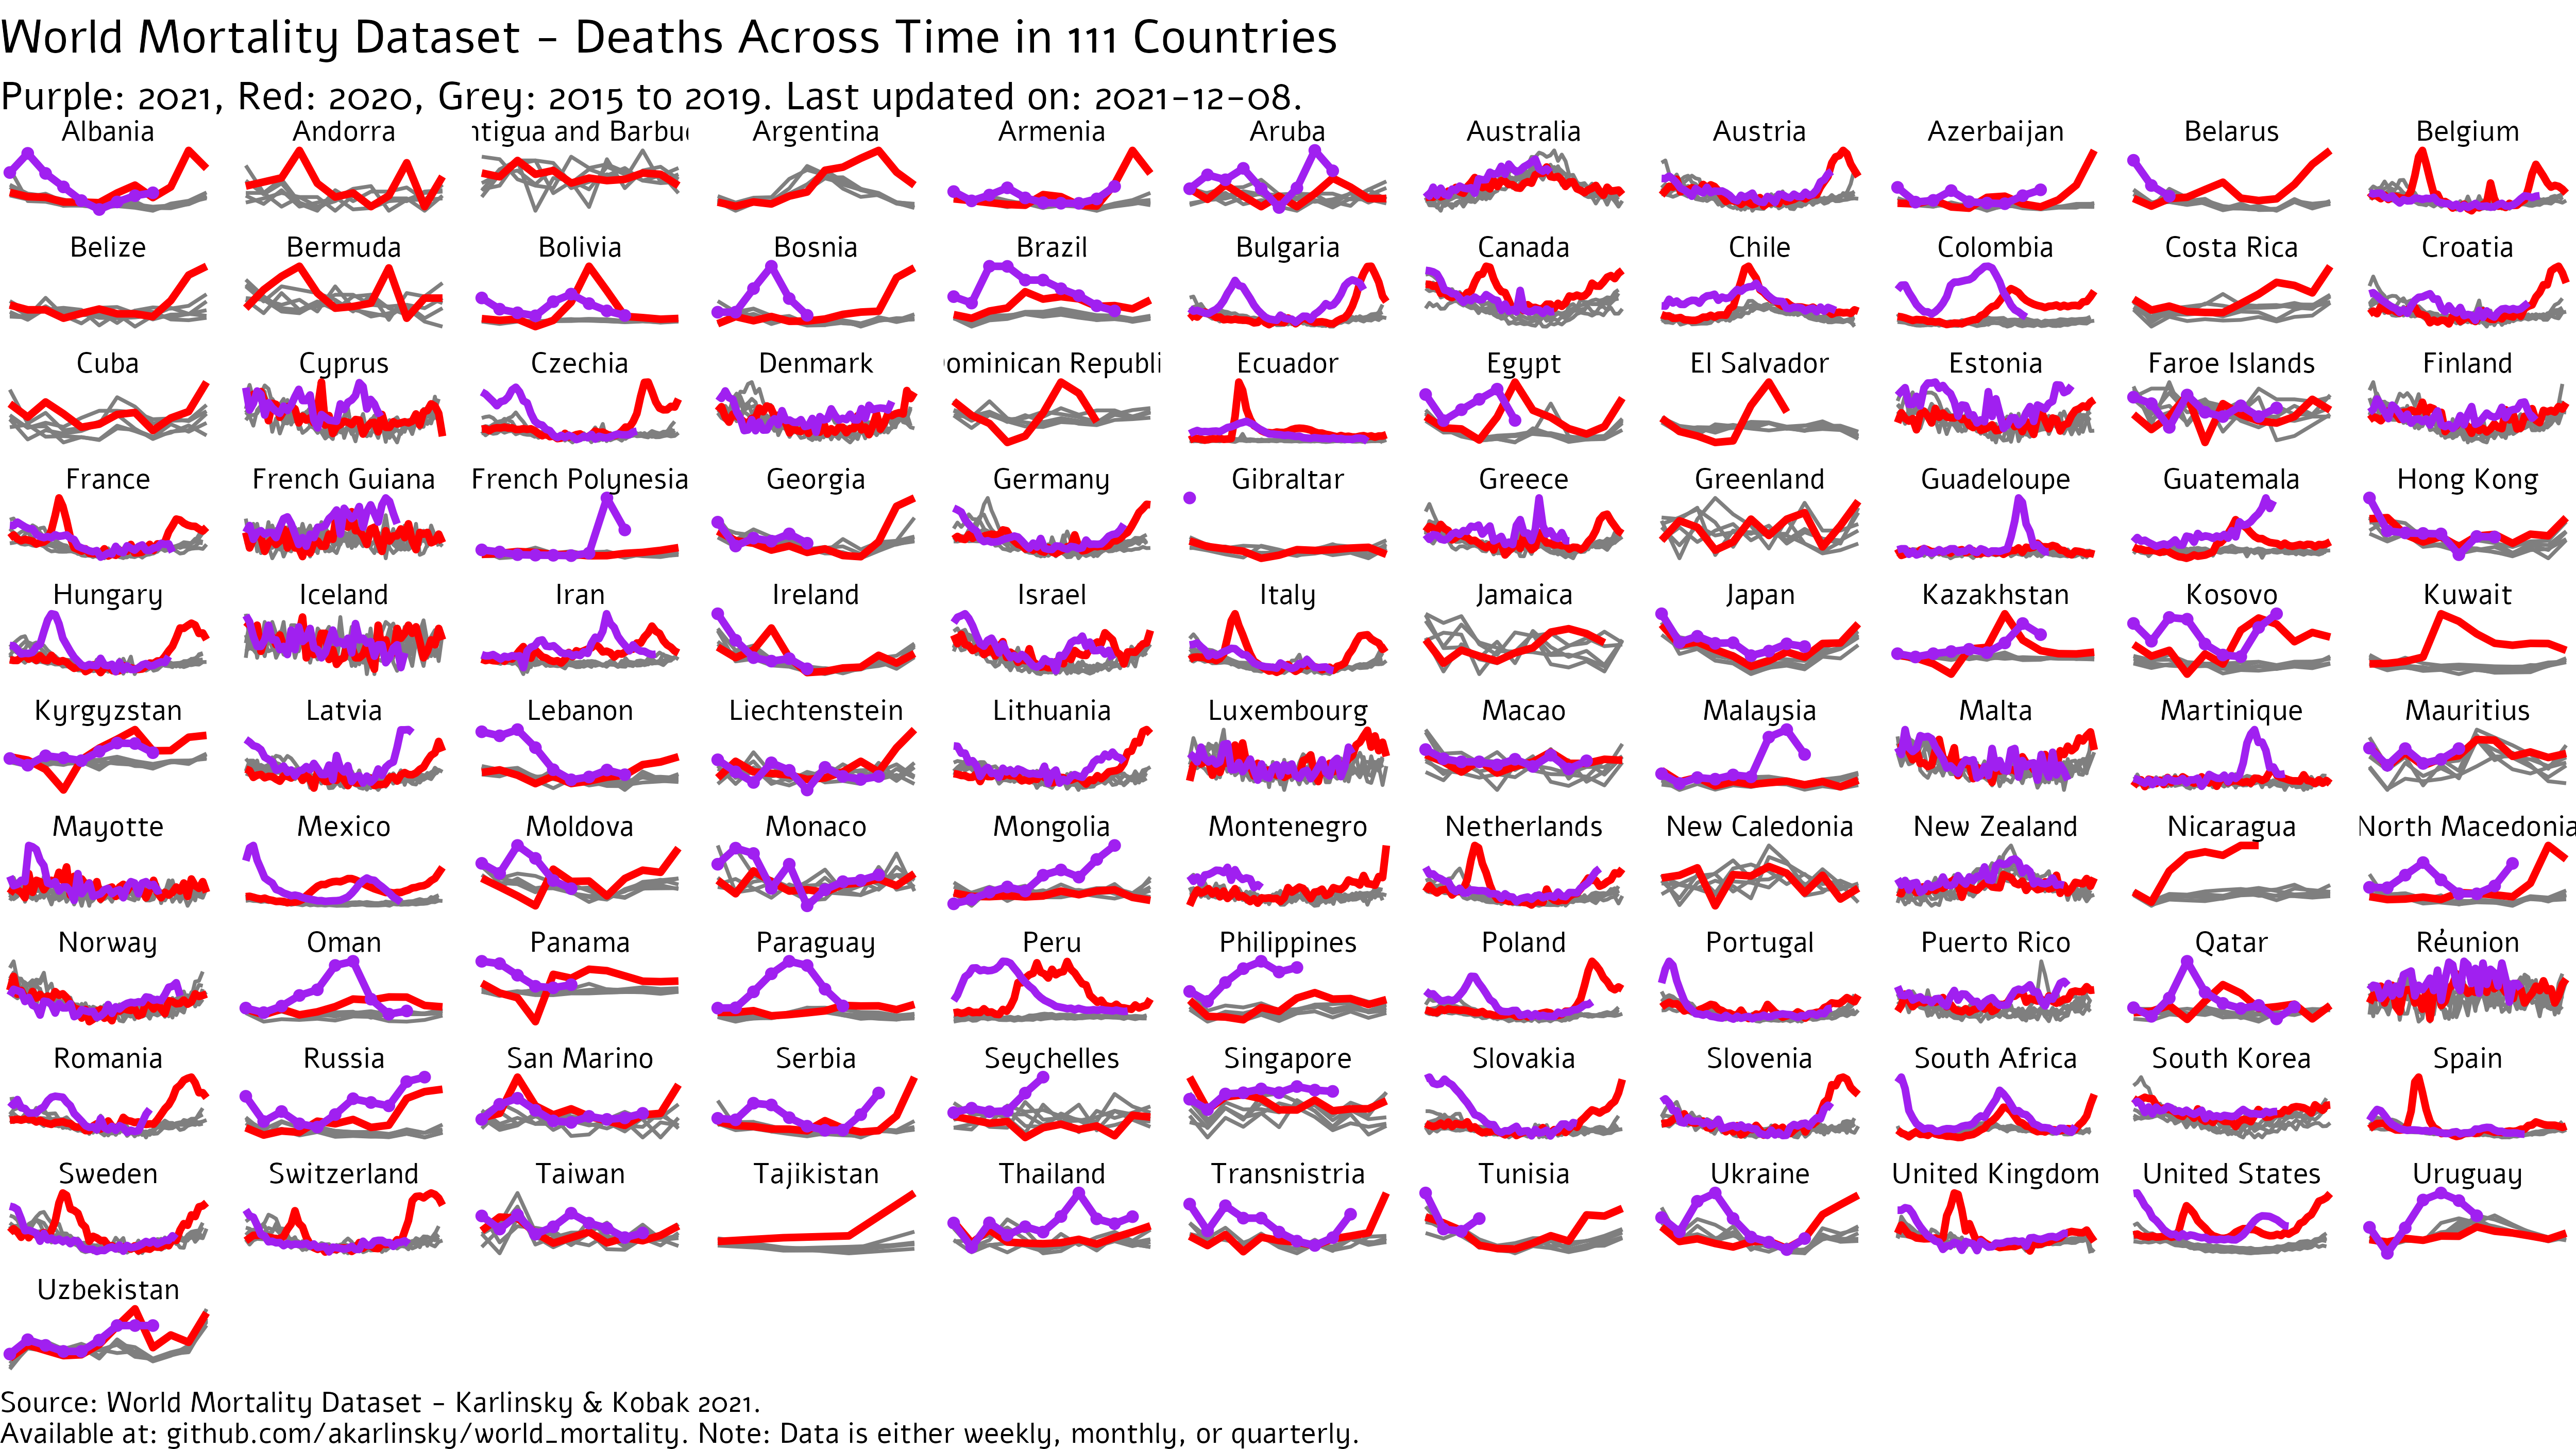 World Mortality Dataset - Deaths Across Time in 111 Countries
Purple: 2021, Red: 2020, Grey: 2015 to 2019. Last updated on: 2021-12-08.
Albania Andorra ntigua and Barbu Argentina Armenia Aruba Australia Austria Azerbaijan Belarus Belgium
Belize Bermuda Bolivia Bosnia Brazil Bulgaria Canada Chile Colombia Costa Rica Croatia
Cuba Cyprus Czechia Denmark ominican Republi Ecuador Egypt El Salvador Estonia Faroe Islands Finland
France French Guiana French Polynesia Georgia Germany Gibraltar Greece Greenland Guadeloupe Guatemala Hong Kong
Hungary Iceland Iran Ireland Israel Italy Jamaica Japan Kazakhstan Kosovo Kuwait
Kyrgyzstan Latvia Lebanon Liechtenstein Lithuania Luxembourg Macao Malaysia Malta Martinique Mauritius
Mayotte Mexico Moldova Monaco Mongolia Montenegro Netherlands New Caledonia New Zealand Nicaragua North Macedonia
Norway Oman Panama Paraguay Peru Philippines Poland Portugal Puerto Rico Qatar Réunion
Romania Russia San Marino Serbia Seychelles Singapore Slovakia Slovenia South Africa South Korea Spain
Sweden Switzerland Taiwan Tajikistan Thailand Transnistria Tunisia Ukraine United Kingdom United States Uruguay
Uzbekistan
Source: World Mortality Dataset - Karlinsky & Kobak 2021.
Available at: github.com/akarlinsky/world_mortality. Note: Data is either weekly, monthly, or quarterly.